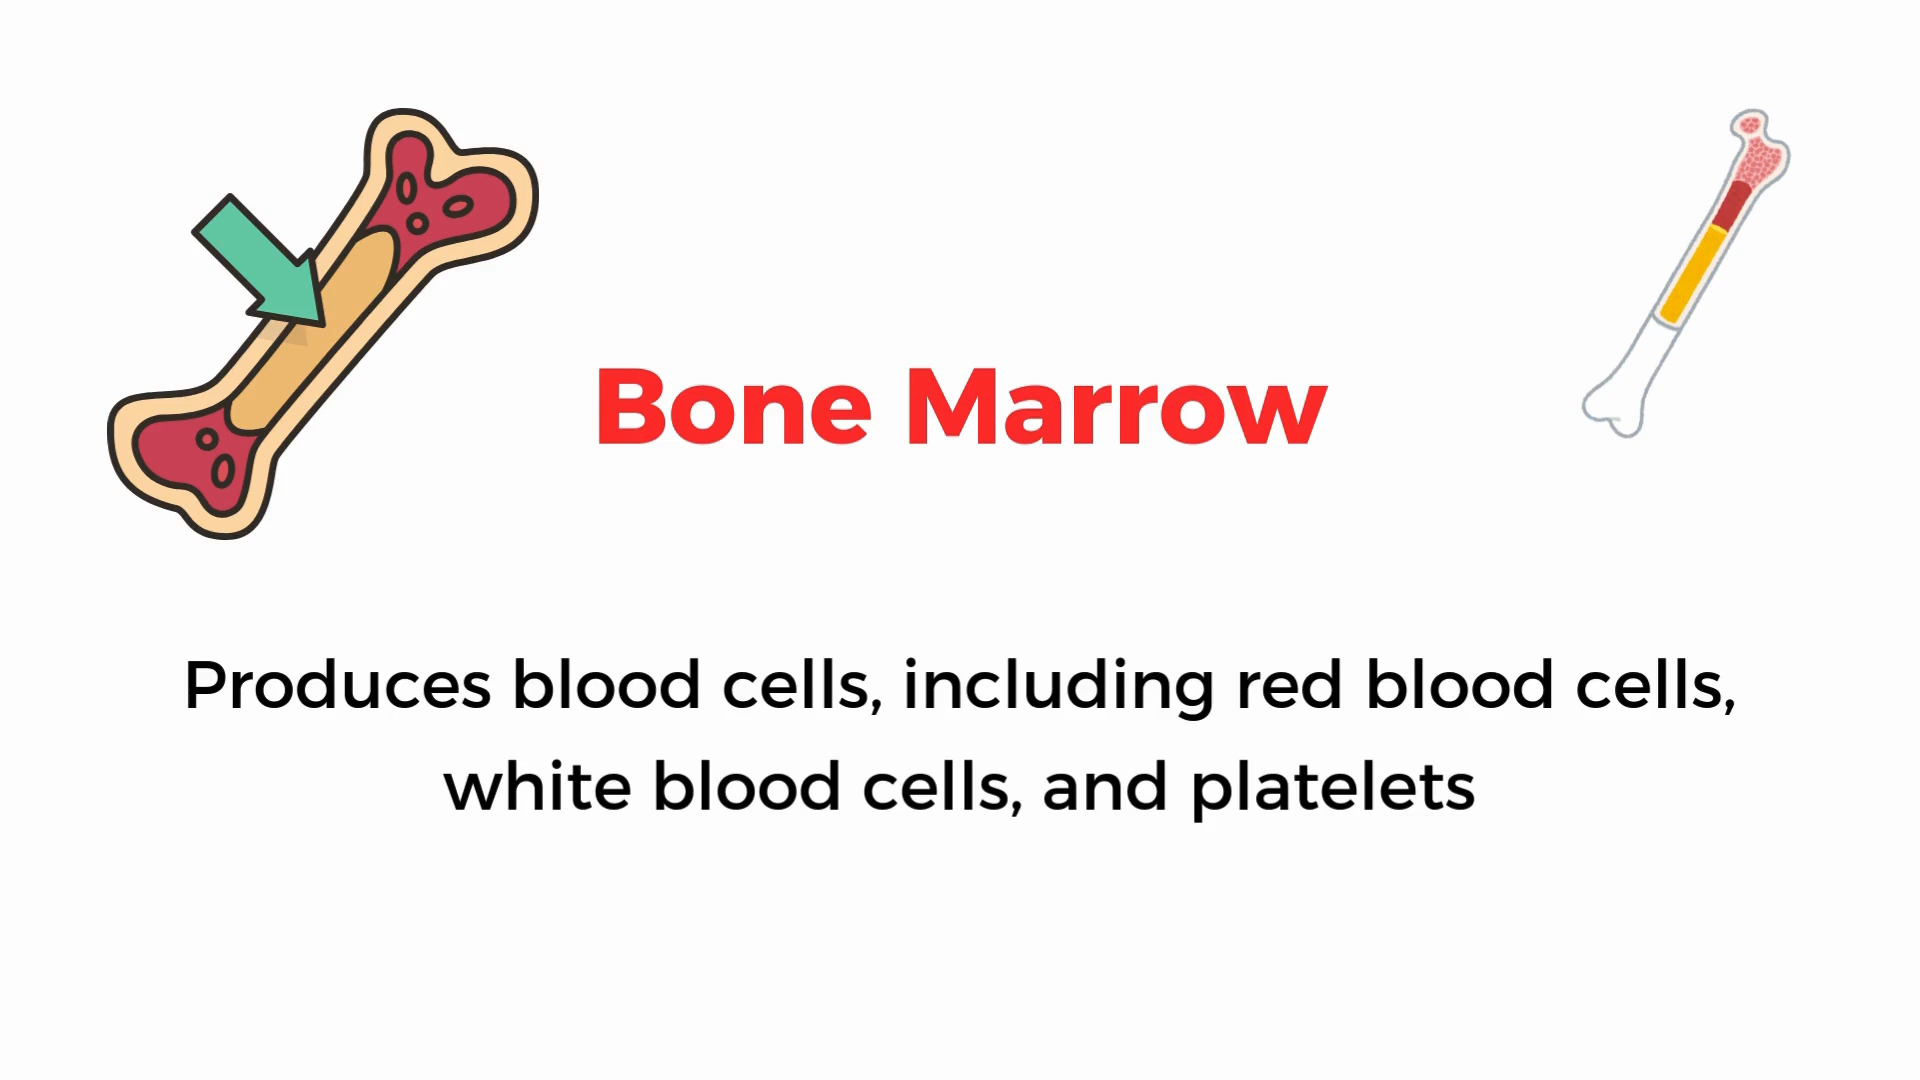 Bone Marrow
Produces blood cells, including red blood cells,
white blood cells, and platelets